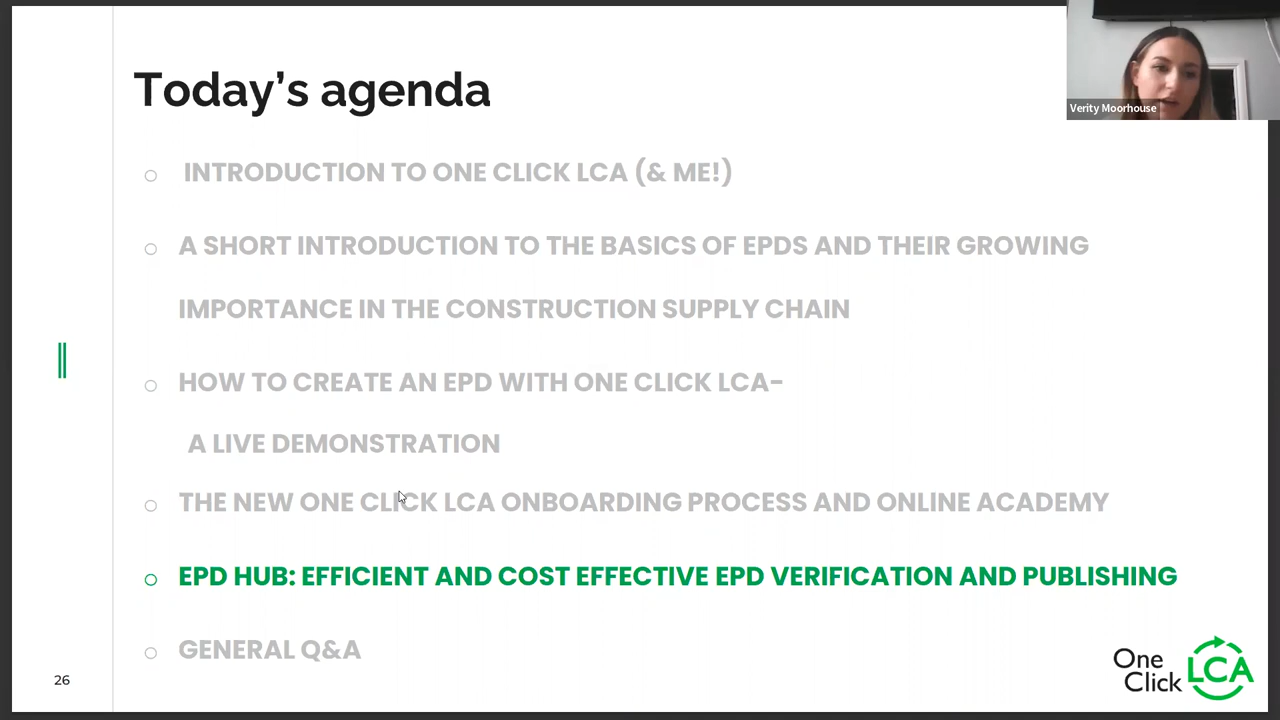 Today's agenda
Verity Moorhouse
INTRODUCTION TO ONE CLICK LCA (& ME!)
A SHORT INTRODUCTION TO THE BASICS OF EPDS AND THEIR GROWING
IMPORTANCE IN THE CONSTRUCTION SUPPLY CHAIN
HOW TO CREATE AN EPD WITH ONE CLICK LCA-
A LIVE DEMONSTRATION
THE NEW ONE CLICK LCA ONBOARDING PROCESS AND ONLINE ACADEMY
EPD HUB: EFFICIENT AND COST EFFECTIVE EPD VERIFICATION AND PUBLISHING
GENERAL Q&A
26
One
Click LCA